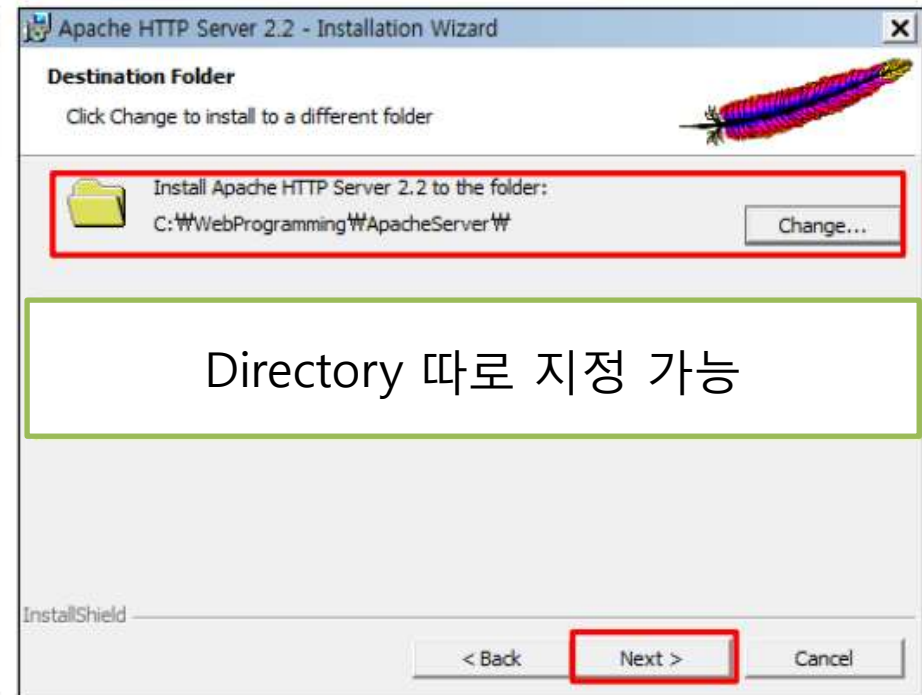 Apache HTTP Server 2.2 - Installation Wizard
Destination Folder
Click Change to install to a different folder
Install Apache HTTP Server 2.2 to the folder:
C:₩WebProgramming₩ApacheServer₩
Change...
Directory 따로 지정 가능
InstallShield
< Back Next > Cancel